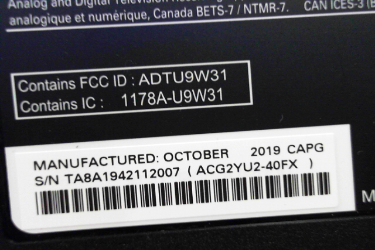 Analog and Digital Television
analogique et numérique, Canada BETS-7 / NTMR-7. CAN ICES-3 (
Contains FCC ID : ADTU9W31
Contains IC : 1178A-U9W31
MANUFACTURED: OCTOBER 2019 CAPG
S/N TA8A1942112007 ( ACG2YU2-40FX )
M